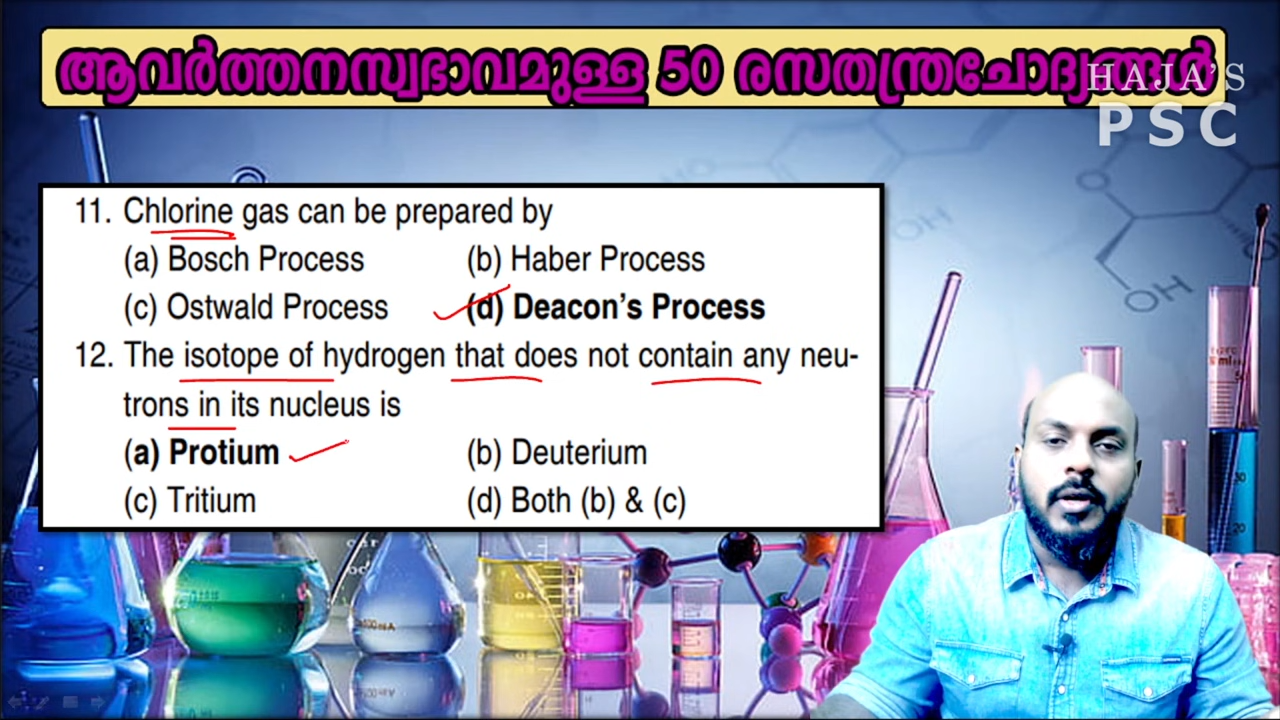 ആവർത്തനസ്വഭാവമുള്ള 50 രസതന്ത്രചോദ്യങ്ങൾ
HAJA'S
PSC
11. Chlorine gas can be prepared by
(a) Bosch Process (b) Haber Process
(c) Ostwald Process (d) Deacon's Process
12. The isotope of hydrogen that does not contain any neu-
trons in its nucleus is
(a) Protium (b) Deuterium
(c) Tritium (d) Both (b) & (c)
OH
OH